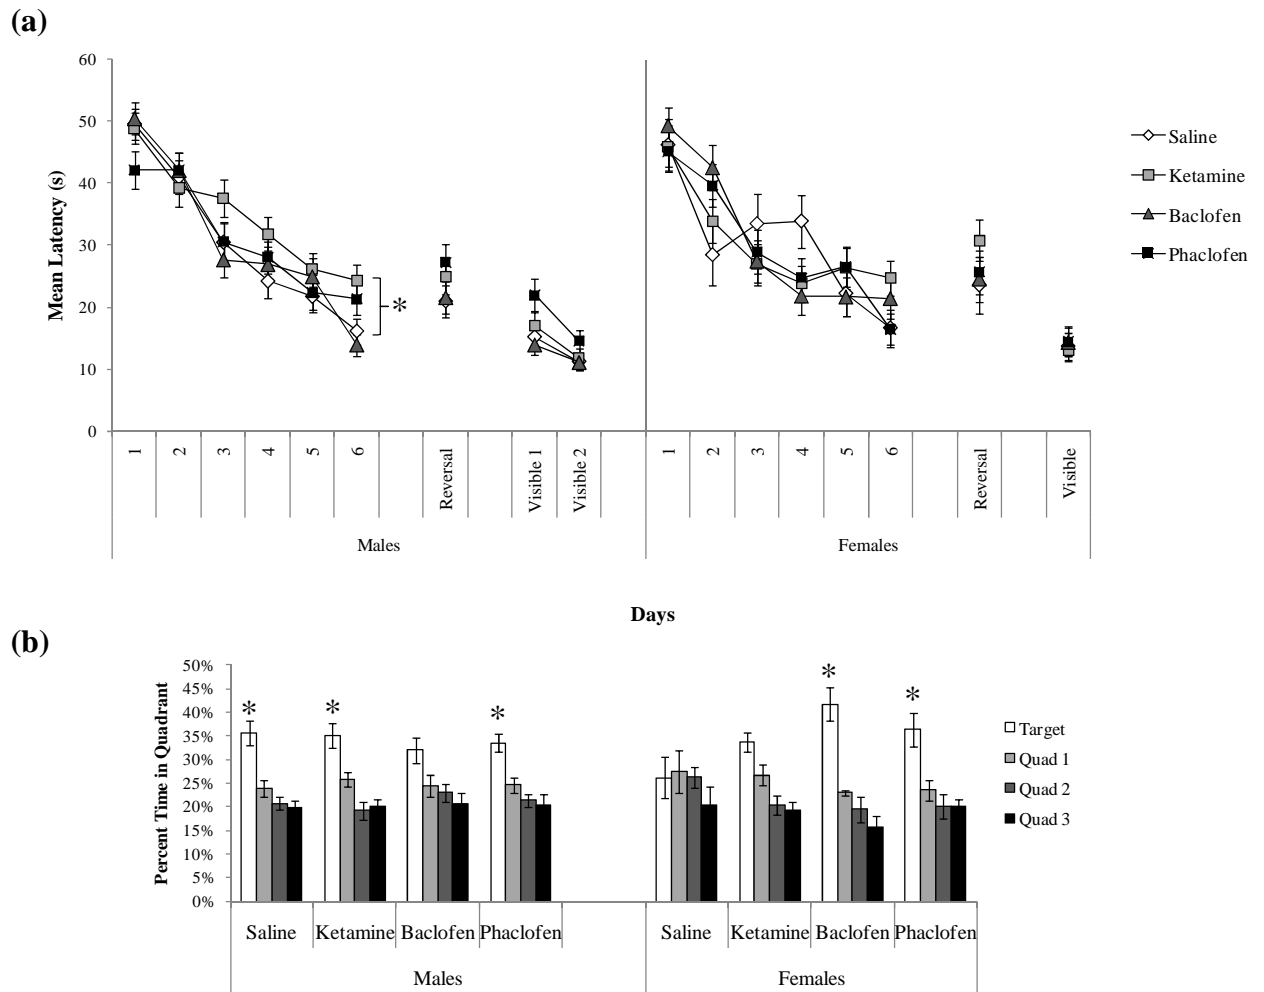 (a)
Mean Latency (s)
60
50
40
30
20
10
0
*
Saline
Ketamine
Baclofen
Phaclofen
1
2
3
4
5
6
Reversal
Visible 1
Visible 2
1
2
3
4
5
6
Reversal
Visible
Males
Females
Days
(b)
Percent Time in Quadrant
50%
45%
40%
35%
30%
25%
20%
15%
10%
5%
0%
* * * * *
Target
Quad 1
Quad 2
Quad 3
Saline Ketamine Baclofen Phaclofen Saline Ketamine Baclofen Phaclofen
Males Females